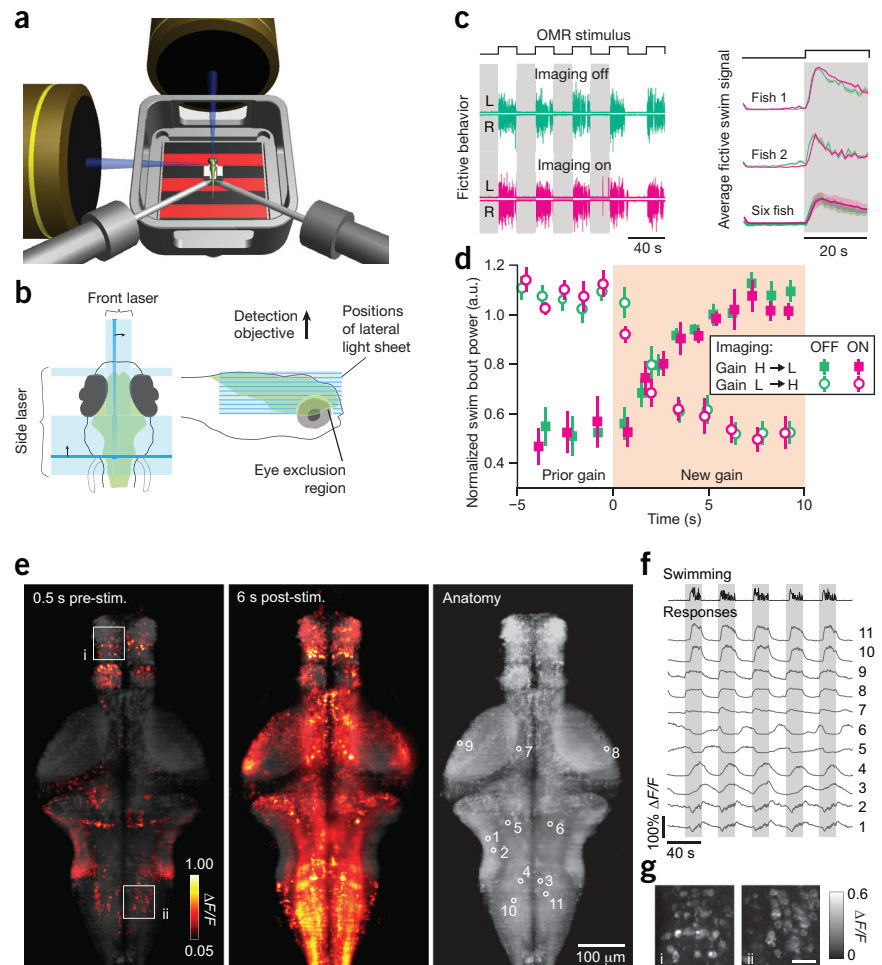 a
b
Front laser
Side laser
Detection
objective
Positions of
lateral
light sheet
Eye exclusion
region
c
OMR stimulus
Imaging off
L
R
Imaging on
L
R
Fictive behavior
40 s
Average fictive swim signal
Fish 1
Fish 2
Six fish
20 s
d
Normalized swim bout power (a.u.)
1.2
1.0
0.8
0.6
0.4
Prior gain
New gain
−5
0
5
10
Time (s)
Imaging: OFF ON
Gain H → L
Gain L → H
e
0.5 s pre-stim.
i
ii
1.00
ΔF/F
0.05
6 s post-stim.
Anatomy
9
7
8
5
6
1
2
4
3
10
11
100 μm
f
Swimming
Responses
11
10
9
8
7
6
5
4
3
2
1
100% ΔF/F
40 s
g
i
ii
0.6
ΔF/F
0